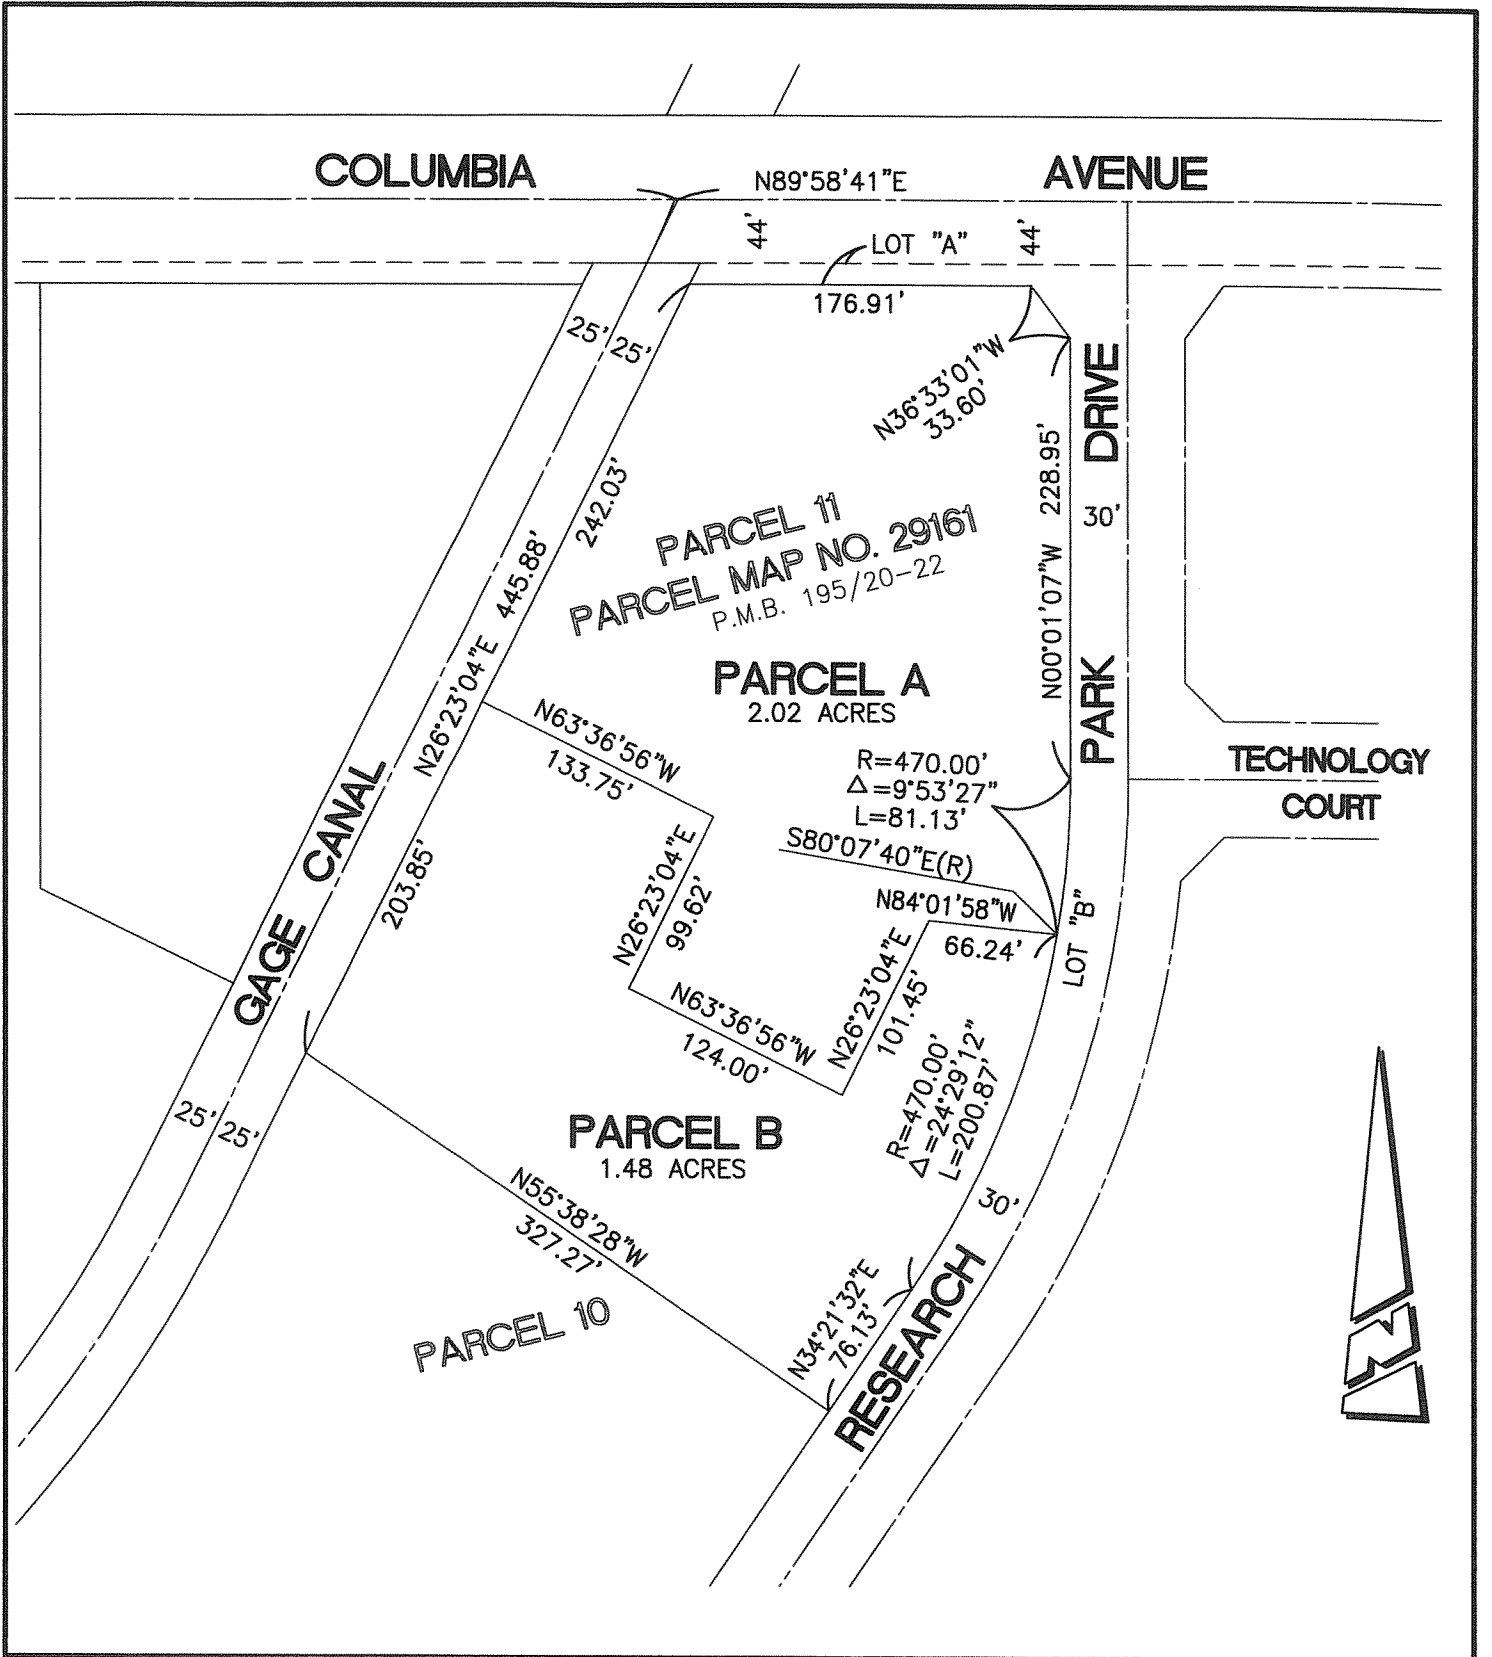 COLUMBIA AVENUE
N89°58'41"E
44'
44'
LOT "A"
176.91'
25' 25'
N36°33'01"W
33.60'
DRIVE
30'
N00°01'07"W 228.95'
242.03'
N26°23'04"E 445.88'
PARCEL 11
PARCEL MAP NO. 29161
P.M.B. 195/20-22
PARCEL A
2.02 ACRES
PARK
N63°36'56"W
133.75'
R=470.00'
Δ=9°53'27"
L=81.13'
TECHNOLOGY
COURT
S80°07'40"E(R)
N84°01'58"W
66.24'
LOT "B"
GAGE CANAL
203.85'
N26°23'04"E
99.62'
N26°23'04"E
101.45'
N63°36'56"W
124.00'
R=470.00'
Δ=24°29'12"
L=200.87'
25' 25'
PARCEL B
1.48 ACRES
30'
N55°38'28"W
327.27'
N34°21'32"E
76.13'
RESEARCH
PARCEL 10
N